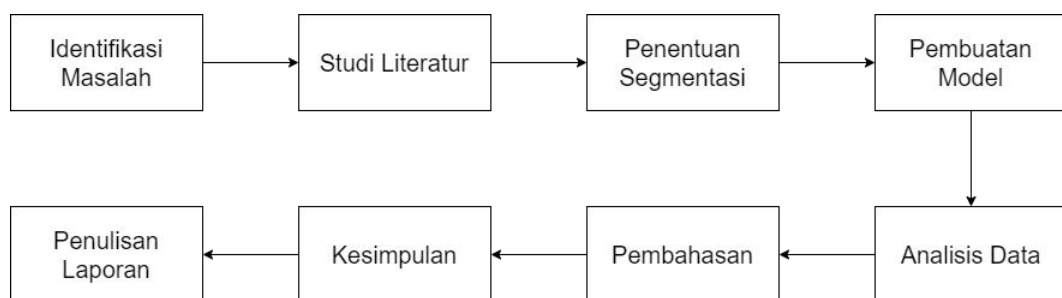 Identifikasi
Masalah
Studi Literatur
Penentuan
Segmentasi
Pembuatan
Model
Analisis Data
Pembahasan
Kesimpulan
Penulisan
Laporan